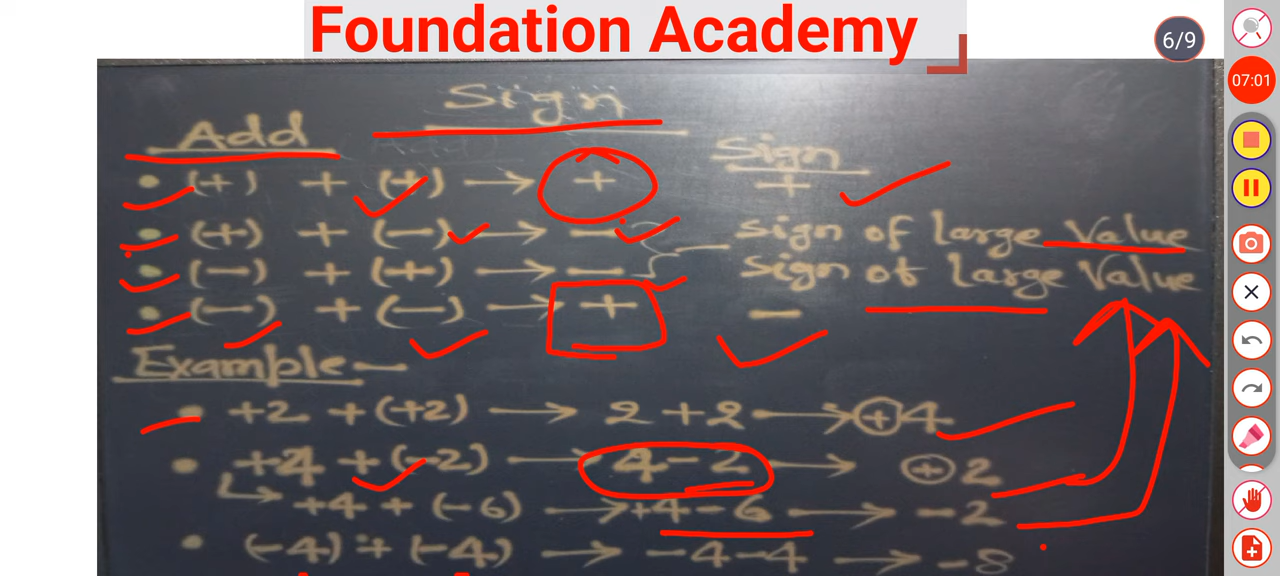 Foundation Academy
6/9
07:01
Sign
Add
Sign
• (+) + (+) → + +
• (+) + (−) → − sign of large Value
• (−) + (+) → − sign of large Value
• (−) + (−) → + −
Example −
• +2 + (+2) → 2 + 2 → +4
• +4 + (−2) → 4 − 2 → +2
↳ +4 + (−6) → +4 − 6 → −2
• (−4) + (−4) → −4 −4 → −8